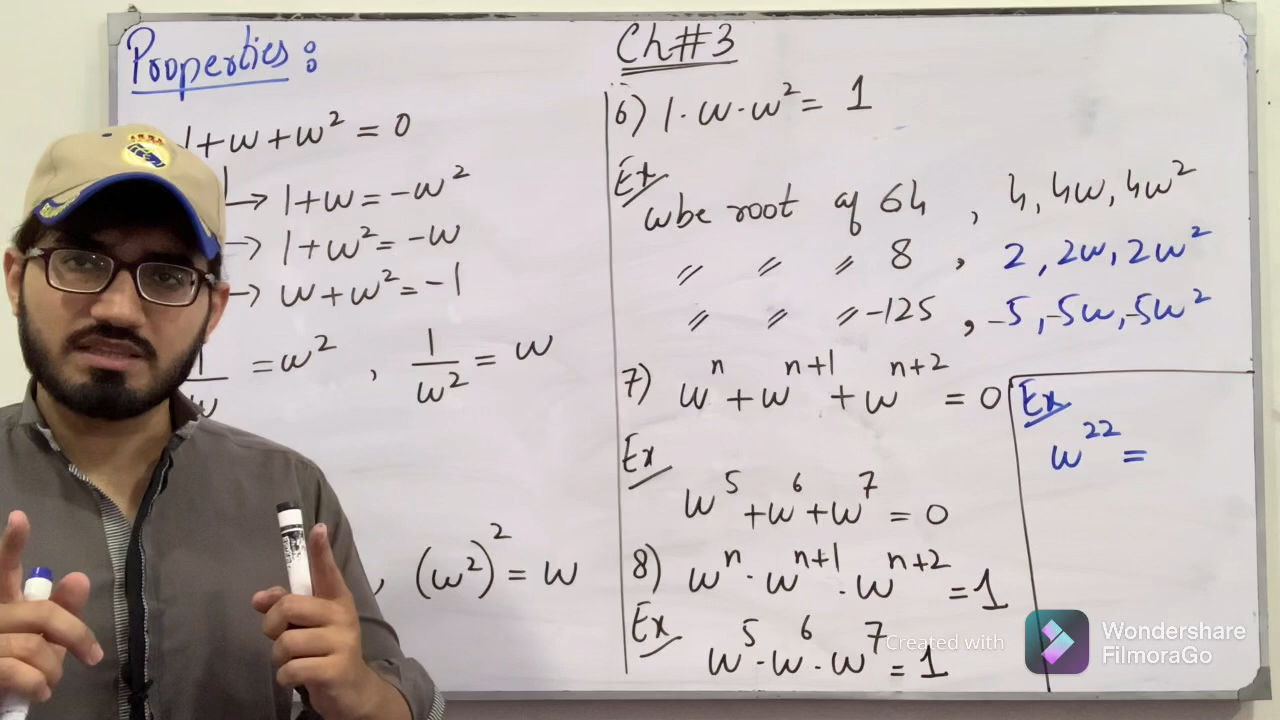 Properties:
1+w+w² = 0
→ 1+w = -w²
→ 1+w² = -w
→ w+w² = -1
1/w = w² , 1/w² = w
, (w²)² = w
Ch#3
6) 1·w·w² = 1
Ex
wbe root of 64 , 4, 4w, 4w²
〃 〃 〃 8 , 2, 2w, 2w²
〃 〃 〃 -125 , -5, -5w, -5w²
7) wⁿ + wⁿ⁺¹ + wⁿ⁺² = 0
Ex
w⁵ + w⁶ + w⁷ = 0
8) wⁿ · wⁿ⁺¹ · wⁿ⁺² = 1
Ex
w⁵ · w⁶ · w⁷ = 1
Ex
w²² =
Created with
Wondershare
FilmoraGo